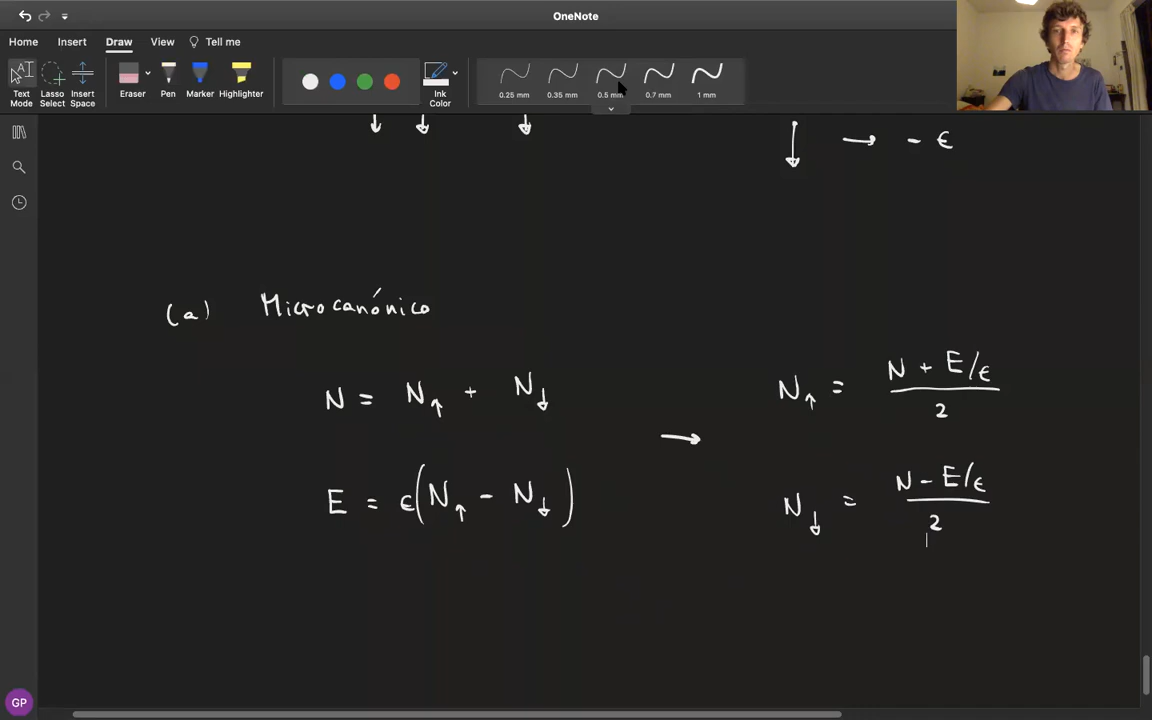 OneNote
Home Insert Draw View Tell me
Text Mode Lasso Select Insert Space Eraser Pen Marker Highlighter Ink Color 0.25 mm 0.35 mm 0.5 mm 0.7 mm 1 mm
↓ ↓ ↓ ↓ → - ϵ
(a) Microcanónico
N = N↑ + N↓
E = ϵ(N↑ - N↓)
→
N↑ = (N + E/ϵ)/2
N↓ = (N - E/ϵ)/2
GP